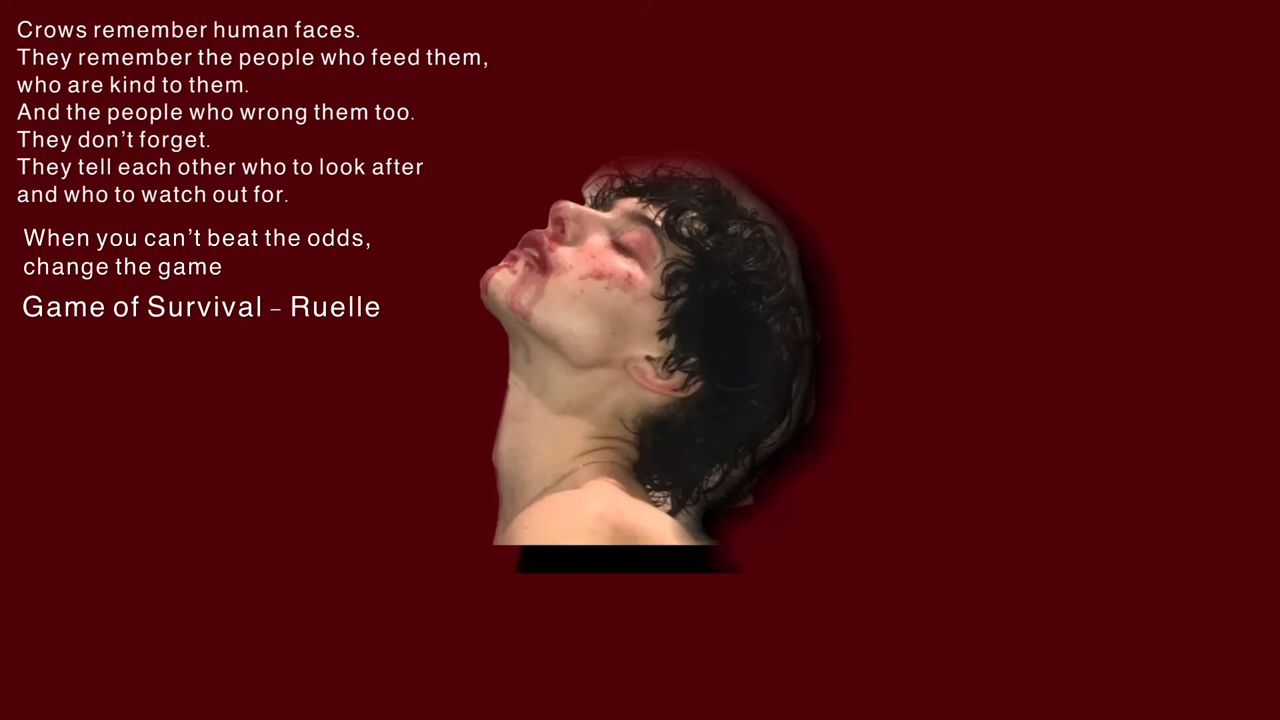 Crows remember human faces.
They remember the people who feed them,
who are kind to them.
And the people who wrong them too.
They don’t forget.
They tell each other who to look after
and who to watch out for.
When you can’t beat the odds,
change the game
Game of Survival – Ruelle